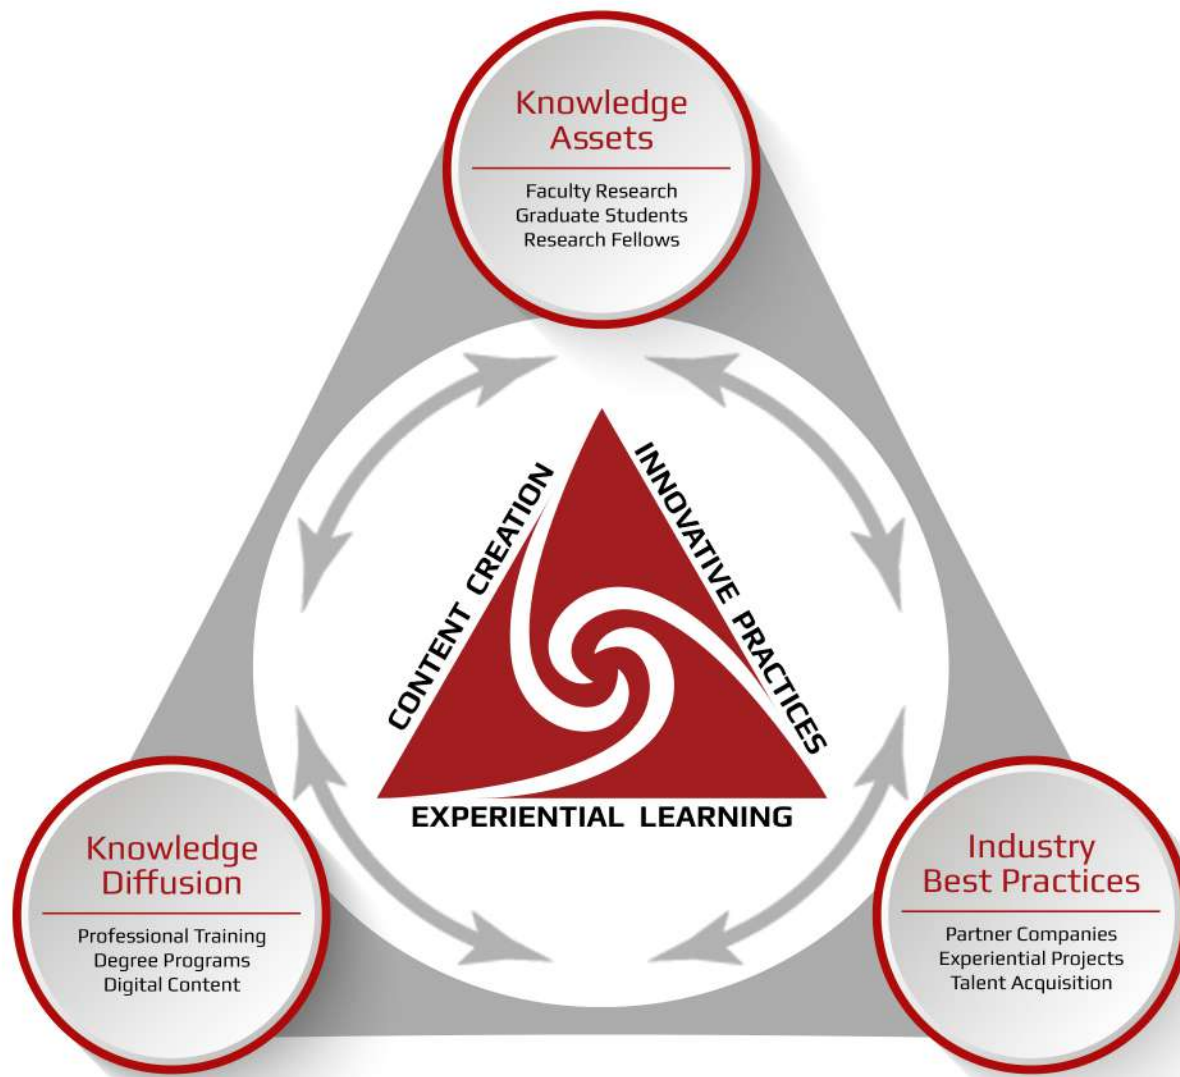 Knowledge
Assets
Faculty Research
Graduate Students
Research Fellows
CONTENT CREATION
INNOVATIVE PRACTICES
EXPERIENTIAL LEARNING
Knowledge
Diffusion
Professional Training
Degree Programs
Digital Content
Industry
Best Practices
Partner Companies
Experiential Projects
Talent Acquisition